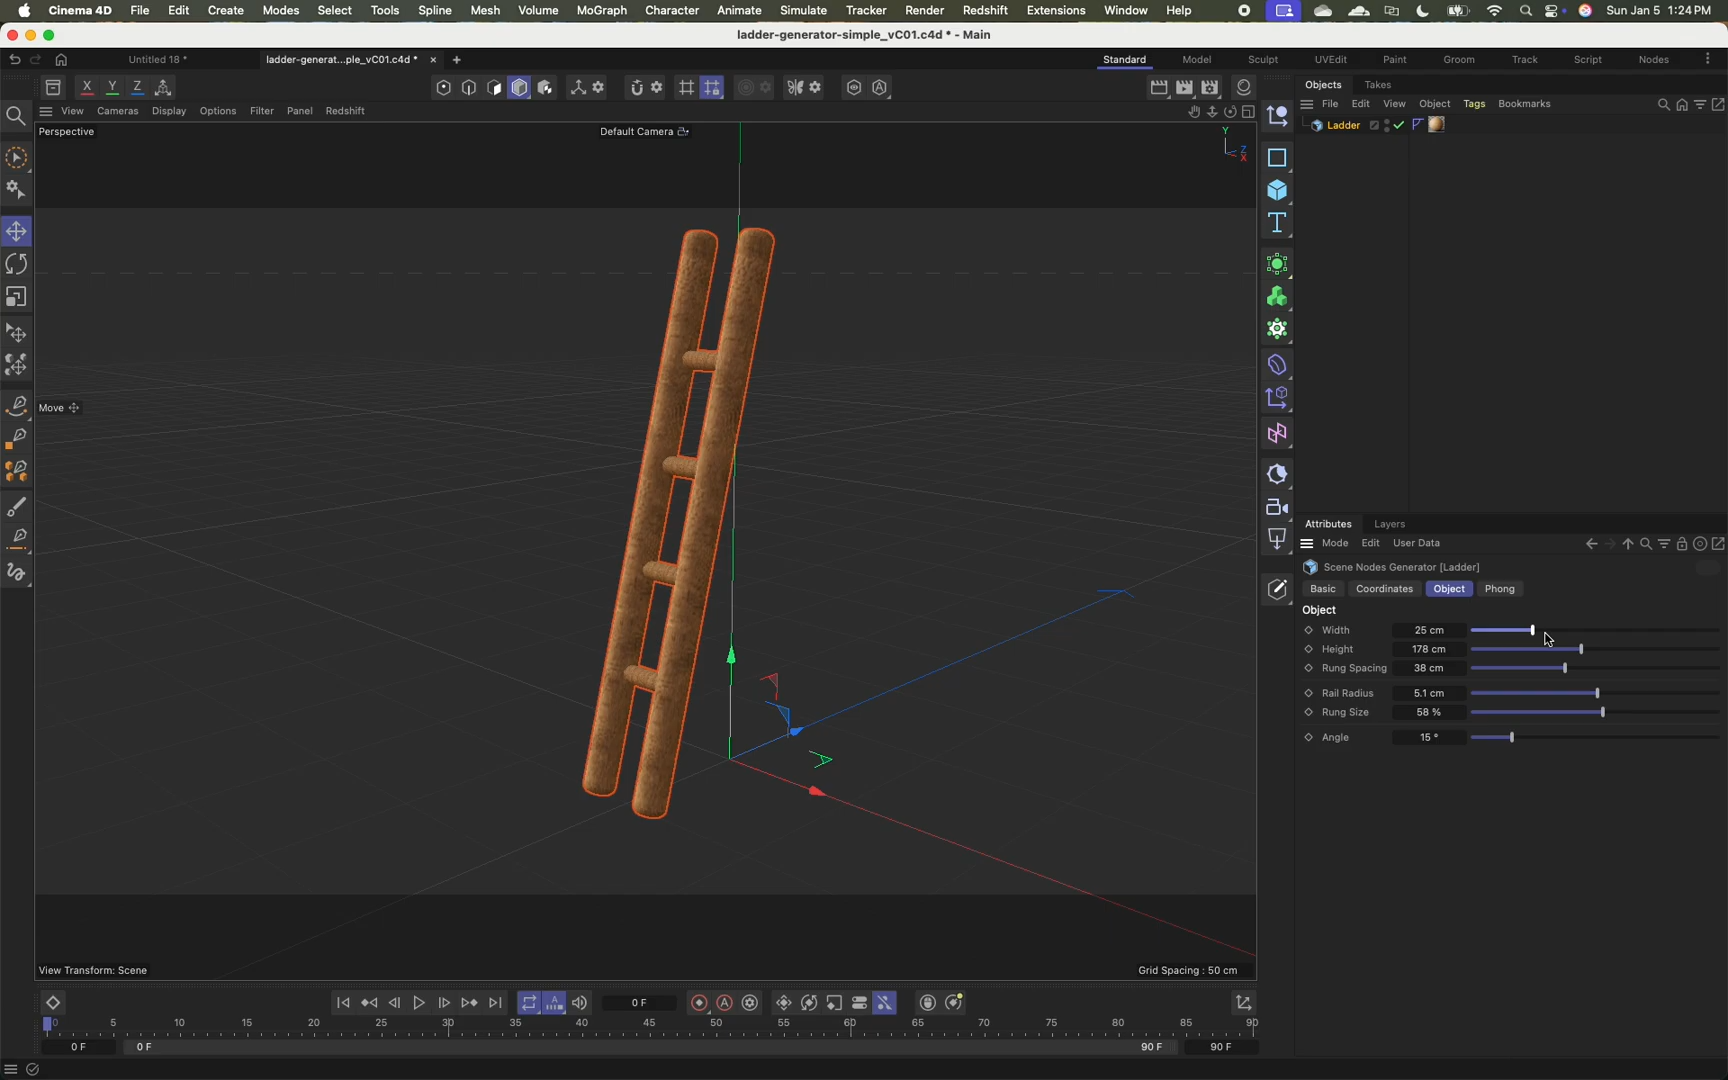 Cinema 4D File Edit Create Modes Select Tools Spline Mesh Volume MoGraph Character Animate Simulate Tracker Render Redshift Extensions Window Help Sun Jan 5 1:24 PM
ladder-generator-simple_vC01.c4d * - Main
Untitled 18 * ladder-generat...ple_vC01.c4d * × + Standard Model Sculpt UVEdit Paint Groom Track Script Nodes
X Y Z
Objects Takes
View Cameras Display Options Filter Panel Redshift
File Edit View Object Tags Bookmarks
Perspective Default Camera
Ladder
Y
Z
X
Move
Attributes Layers
Mode Edit User Data
Scene Nodes Generator [Ladder]
Basic Coordinates Object Phong
Object
Width 25 cm
Height 178 cm
Rung Spacing 38 cm
Rail Radius 5.1 cm
Rung Size 58 %
Angle 15 °
View Transform: Scene Grid Spacing : 50 cm
0 F
0 5 10 15 20 25 30 35 40 45 50 55 60 65 70 75 80 85 90
0 F 0 F 90 F 90 F